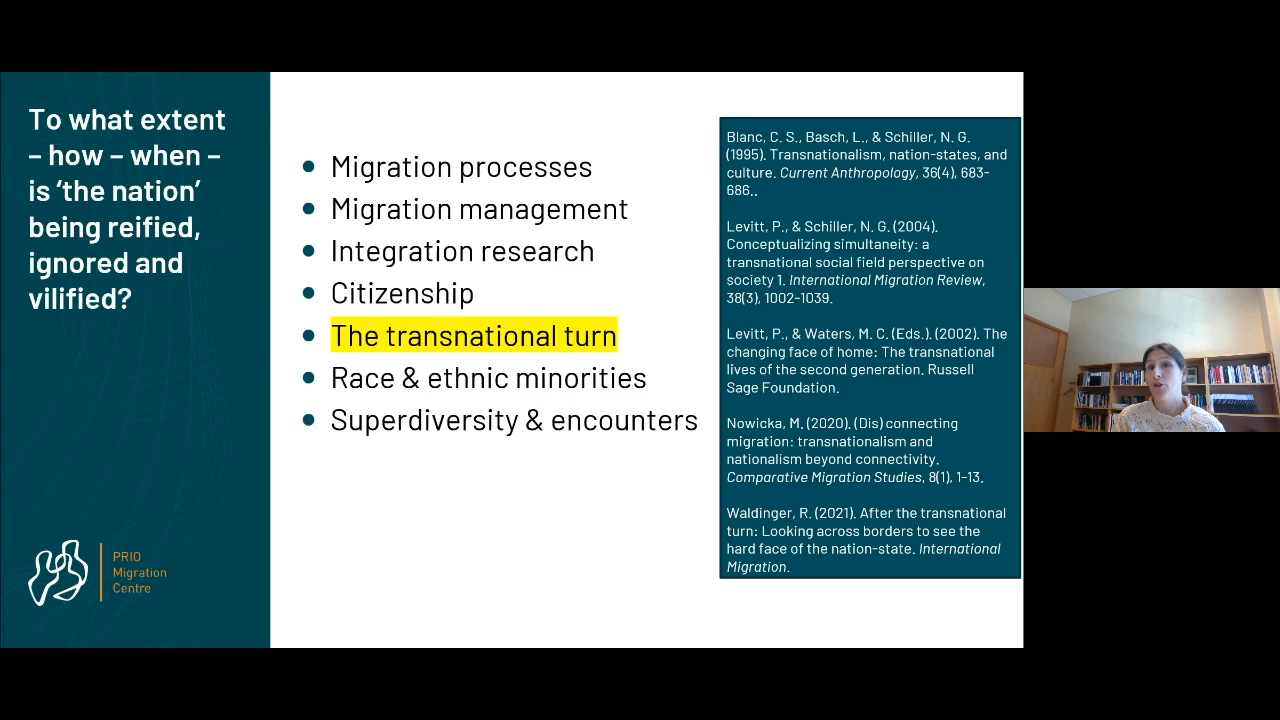 To what extent
– how – when –
is ‘the nation’
being reified,
ignored and
vilified?
Migration processes
Migration management
Integration research
Citizenship
The transnational turn
Race & ethnic minorities
Superdiversity & encounters
Blanc, C. S., Basch, L., & Schiller, N. G.
(1995). Transnationalism, nation-states, and
culture. Current Anthropology, 36(4), 683-
686..
Levitt, P., & Schiller, N. G. (2004).
Conceptualizing simultaneity: a
transnational social field perspective on
society 1. International Migration Review,
38(3), 1002-1039.
Levitt, P., & Waters, M. C. (Eds.). (2002). The
changing face of home: The transnational
lives of the second generation. Russell
Sage Foundation.
Nowicka, M. (2020). (Dis) connecting
migration: transnationalism and
nationalism beyond connectivity.
Comparative Migration Studies, 8(1), 1-13.
Waldinger, R. (2021). After the transnational
turn: Looking across borders to see the
hard face of the nation-state. International
Migration.
PRIO
Migration
Centre